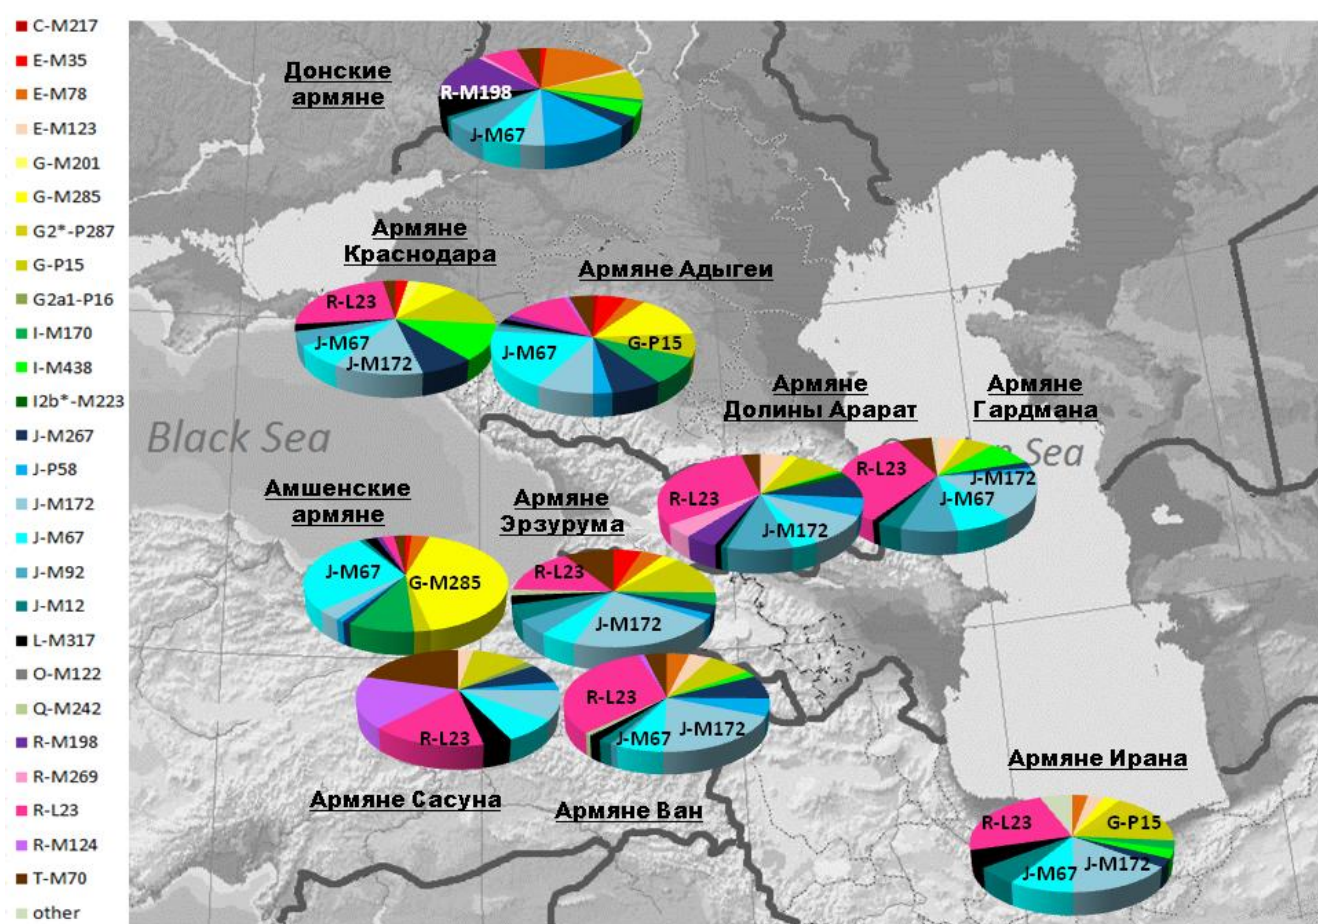 C-M217
E-M35
E-M78
E-M123
G-M201
G-M285
G2*-P287
G-P15
G2a1-P16
I-M170
I-M438
I2b*-M223
J-M267
J-P58
J-M172
J-M67
J-M92
J-M12
L-M317
O-M122
Q-M242
R-M198
R-M269
R-L23
R-M124
T-M70
other
Донские
армяне
R-M198
J-M67
Армяне
Краснодара
R-L23
J-M67
J-M172
Армяне Адыгеи
J-M67
G-P15
Армяне
Долины Арарат
R-L23
J-M172
Армяне
Гардмана
R-L23
J-M172
J-M67
Black Sea
Sea
Амшенские
армяне
J-M67
G-M285
Армяне
Эрзурума
R-L23
J-M172
R-L23
Армяне Сасуна
R-L23
J-M172
J-M67
Армяне Ван
Армяне Ирана
R-L23
G-P15
J-M172
J-M67